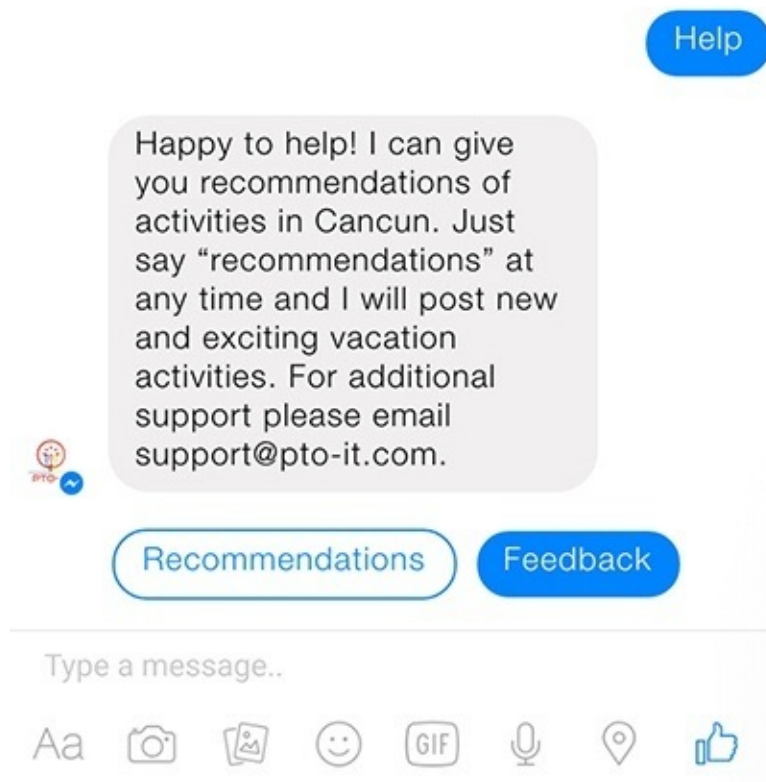 Help
Happy to help! I can give
you recommendations of
activities in Cancun. Just
say “recommendations” at
any time and I will post new
and exciting vacation
activities. For additional
support please email
support@pto-it.com.
PTO-
Recommendations
Feedback
Type a message..
Aa
GIF